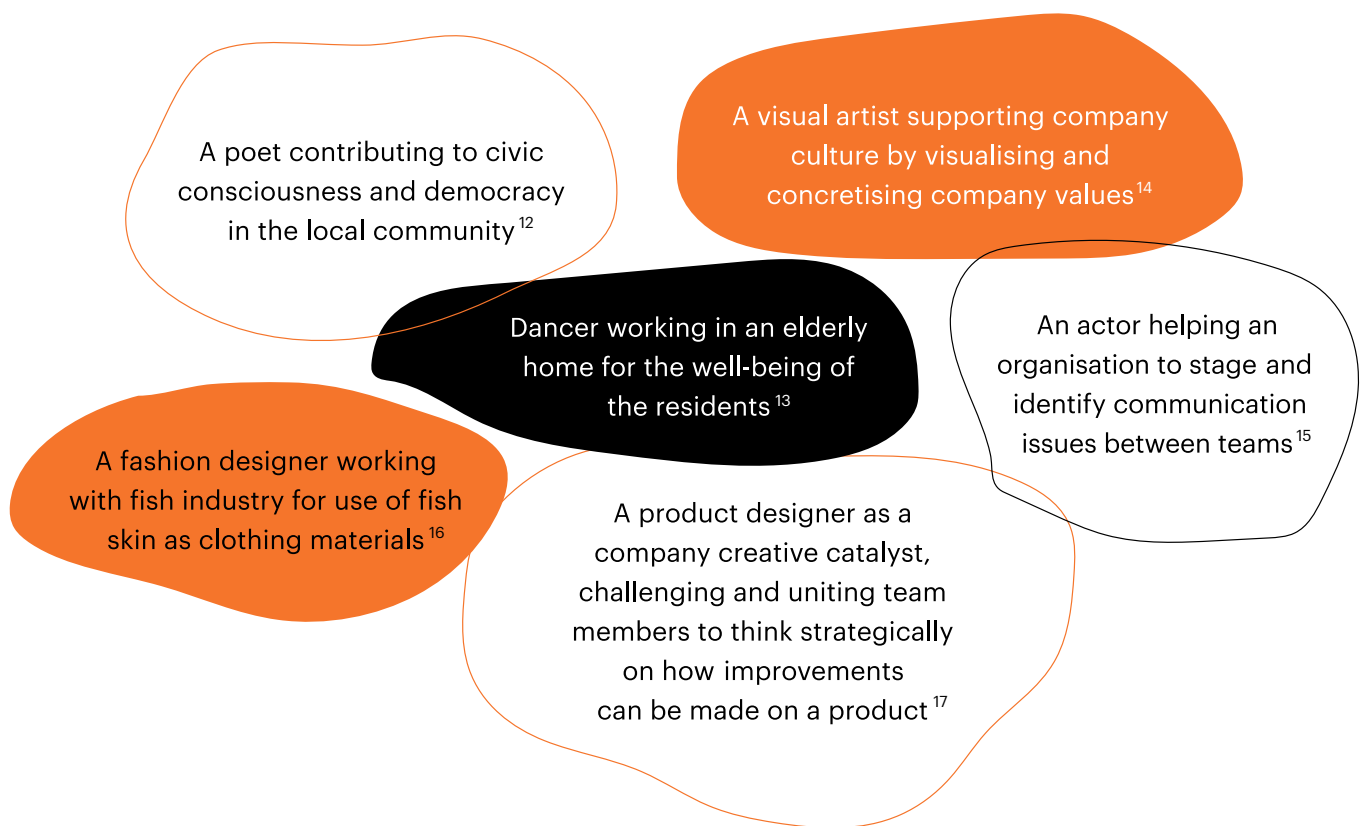 A poet contributing to civic
consciousness and democracy
in the local community 12
A visual artist supporting company
culture by visualising and
concretising company values 14
Dancer working in an elderly
home for the well-being of
the residents 13
An actor helping an
organisation to stage and
identify communication
issues between teams 15
A fashion designer working
with fish industry for use of fish
skin as clothing materials 16
A product designer as a
company creative catalyst,
challenging and uniting team
members to think strategically
on how improvements
can be made on a product 17